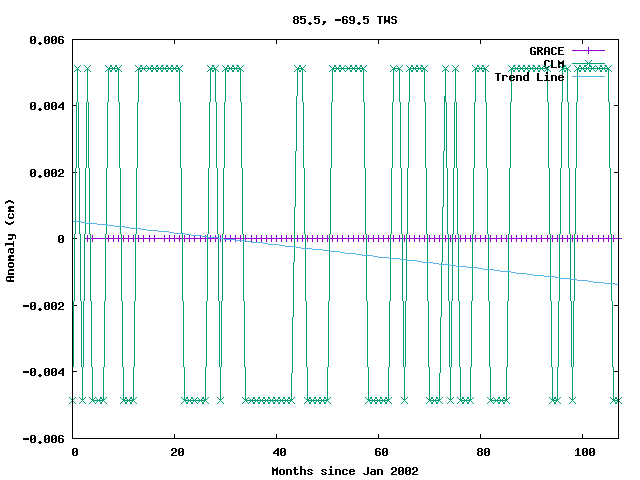 85.5, -69.5 TWS
0.006
0.004
0.002
0
-0.002
-0.004
-0.006
Anomaly (cm)
GRACE
CLM
Trend Line
0 20 40 60 80 100
Months since Jan 2002